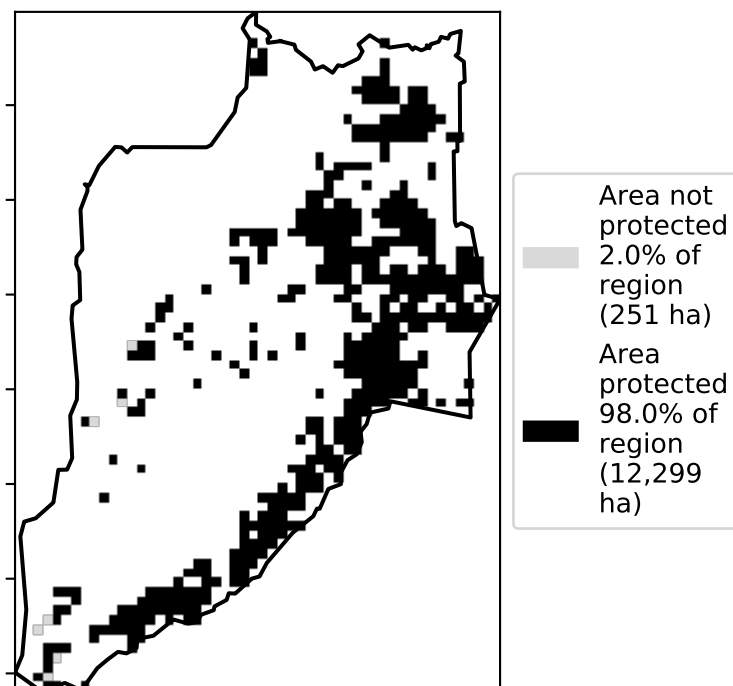 Area not
protected
2.0% of
region
(251 ha)
Area
protected
98.0% of
region
(12,299
ha)